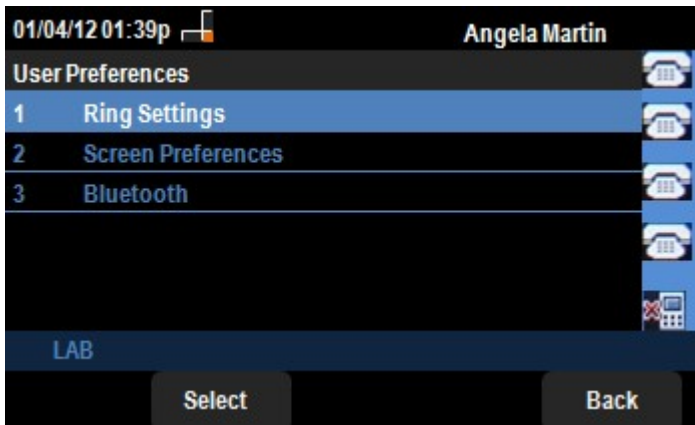 01/04/12 01:39p Angela Martin
User Preferences
1 Ring Settings
2 Screen Preferences
3 Bluetooth
LAB
Select Back